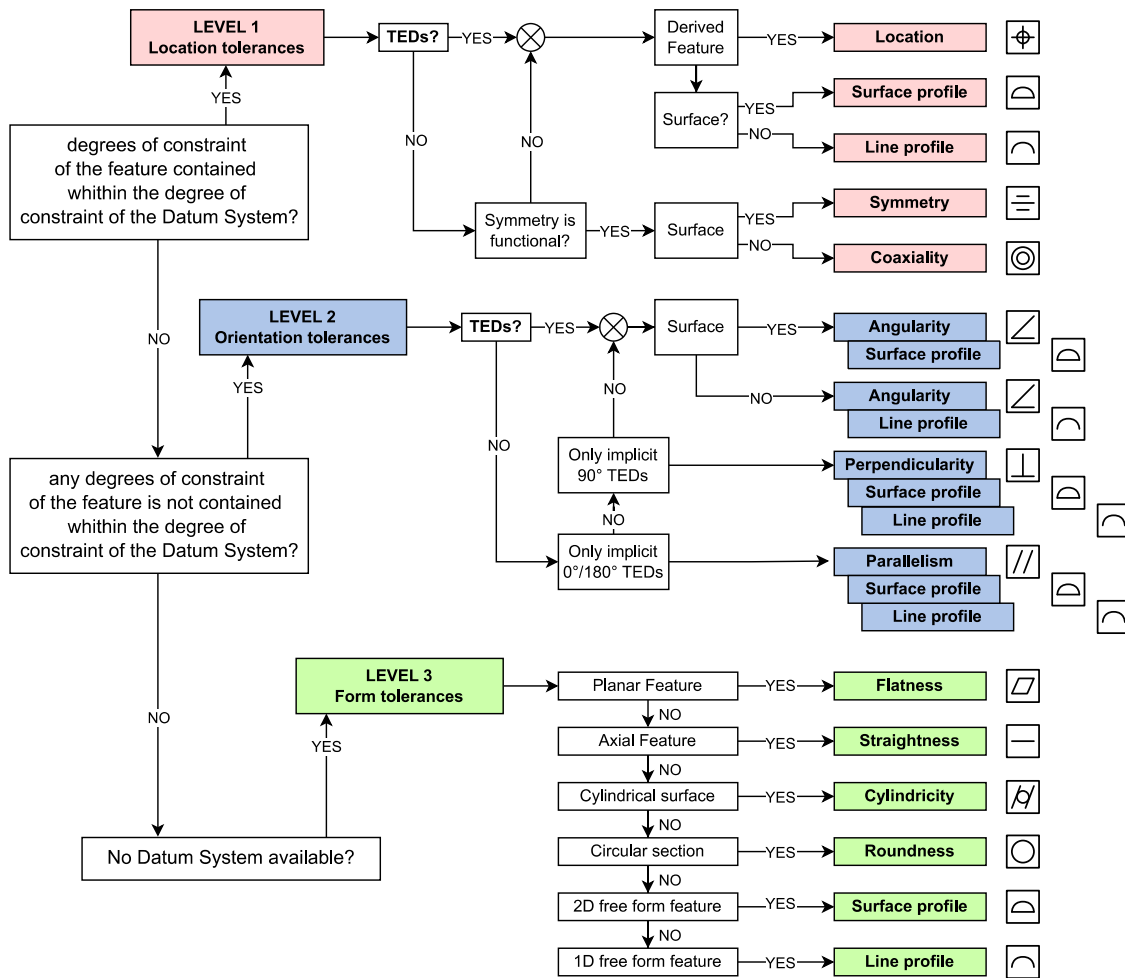 LEVEL 1
Location tolerances
TEDs?
YES
Derived
Feature
YES
Location
YES
Surface?
YES
Surface profile
NO
Line profile
degrees of constraint
of the feature contained
whithin the degree of
constraint of the Datum System?
NO
NO
Symmetry is
functional?
YES
Surface
YES
Symmetry
NO
Coaxiality
NO
LEVEL 2
Orientation tolerances
TEDs?
YES
Surface
YES
Angularity
Surface profile
YES
NO
NO
Angularity
Line profile
NO
Only implicit
90° TEDs
Perpendicularity
Surface profile
Line profile
any degrees of constraint
of the feature is not contained
whithin the degree of
constraint of the Datum System?
NO
Only implicit
0°/180° TEDs
Parallelism
Surface profile
Line profile
LEVEL 3
Form tolerances
Planar Feature
YES
Flatness
NO
NO
YES
Axial Feature
YES
Straightness
NO
Cylindrical surface
YES
Cylindricity
NO
No Datum System available?
Circular section
YES
Roundness
NO
2D free form feature
YES
Surface profile
NO
1D free form feature
YES
Line profile